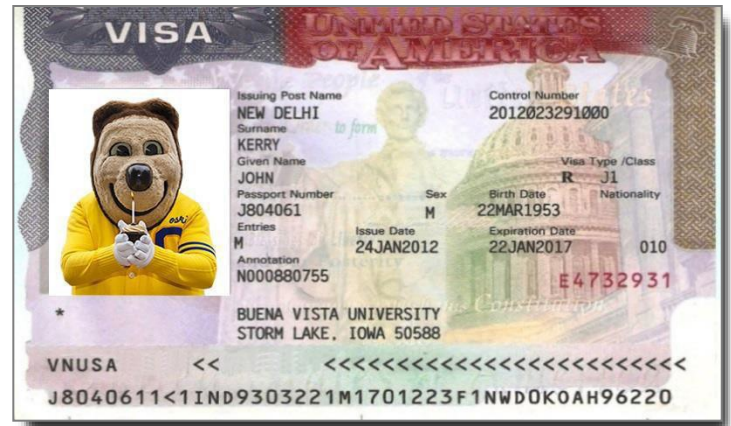 VISA
UNITED STATES
OF AMERICA
Issuing Post Name Control Number
NEW DELHI 2012023291000
Surname
KERRY
Given Name Visa Type /Class
JOHN R J1
Passport Number Sex Birth Date Nationality
J804061 M 22MAR1953
Entries Issue Date Expiration Date
M 24JAN2012 22JAN2017 010
Annotation
N000880755 E4732931
oski
* BUENA VISTA UNIVERSITY
STORM LAKE, IOWA 50588
VNUSA << <<<<<<<<<<<<<<<<<<<<<<<<<<
J8040611<1IND9303221M1701223F1NWDOKOAH96220